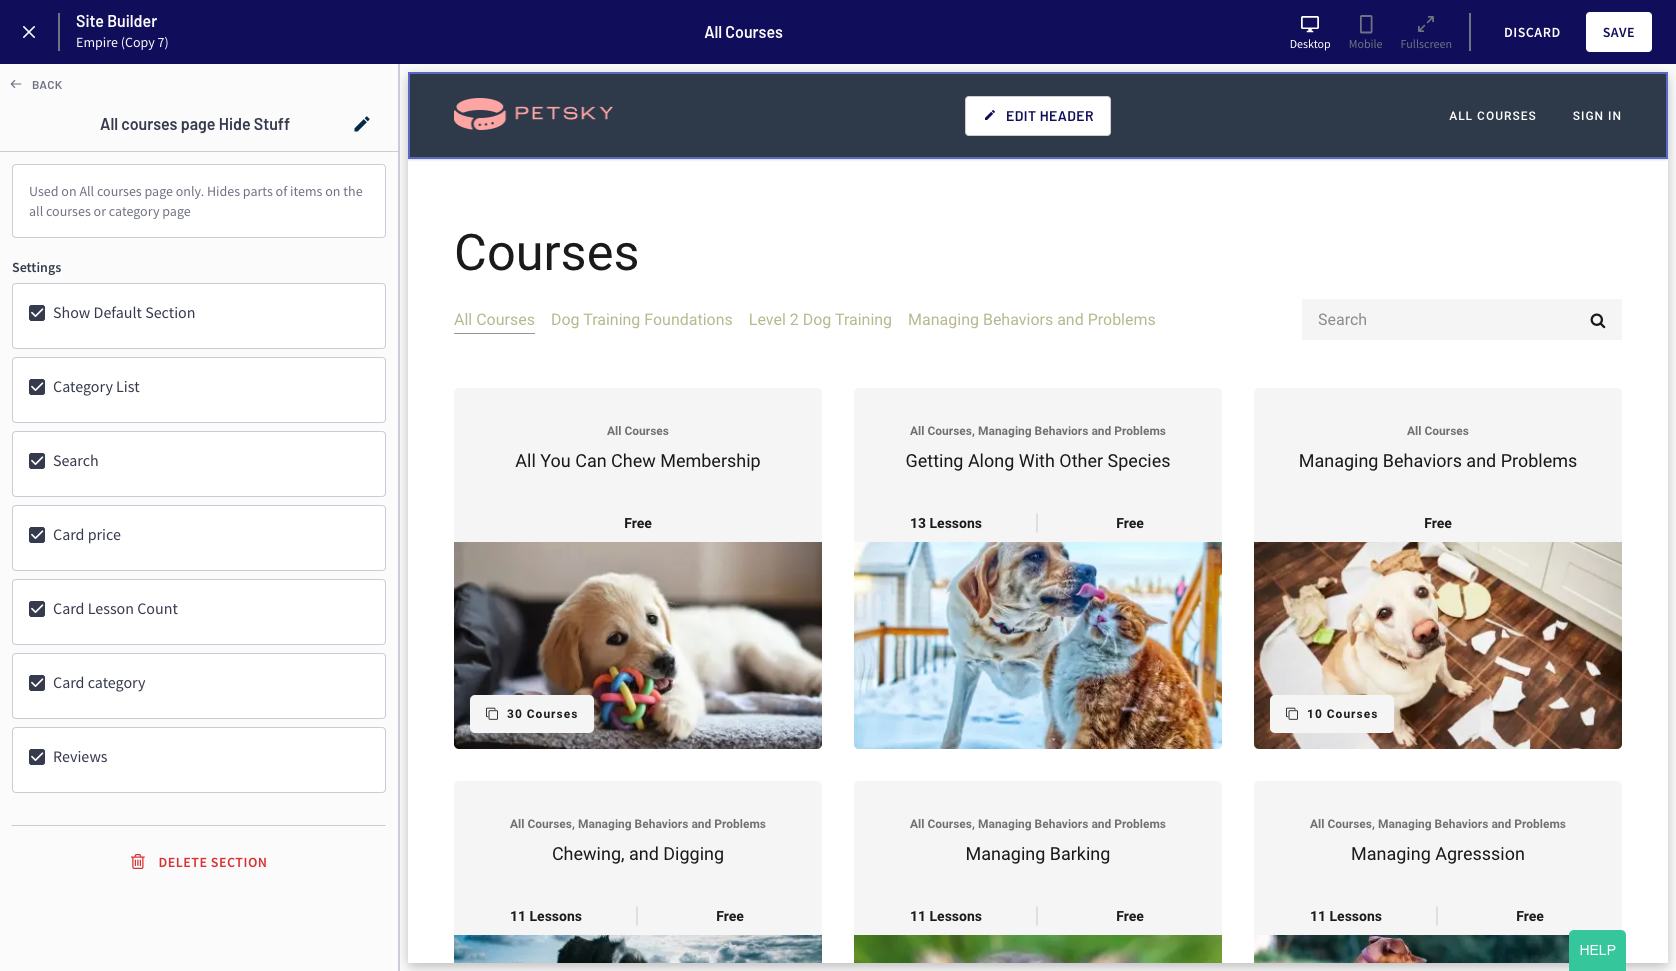 Site Builder
Empire (Copy 7)
All Courses
Desktop
Mobile
Fullscreen
DISCARD
SAVE
BACK
All courses page Hide Stuff
Used on All courses page only. Hides parts of items on the
all courses or category page
Settings
Show Default Section
Category List
Search
Card price
Card Lesson Count
Card category
Reviews
DELETE SECTION
PETSKY
EDIT HEADER
ALL COURSES
SIGN IN
Courses
All Courses
Dog Training Foundations
Level 2 Dog Training
Managing Behaviors and Problems
Search
All Courses
All You Can Chew Membership
Free
30 Courses
All Courses, Managing Behaviors and Problems
Getting Along With Other Species
13 Lessons
Free
All Courses
Managing Behaviors and Problems
Free
10 Courses
All Courses, Managing Behaviors and Problems
Chewing, and Digging
11 Lessons
Free
All Courses, Managing Behaviors and Problems
Managing Barking
11 Lessons
Free
All Courses, Managing Behaviors and Problems
Managing Agresssion
11 Lessons
Free
HELP